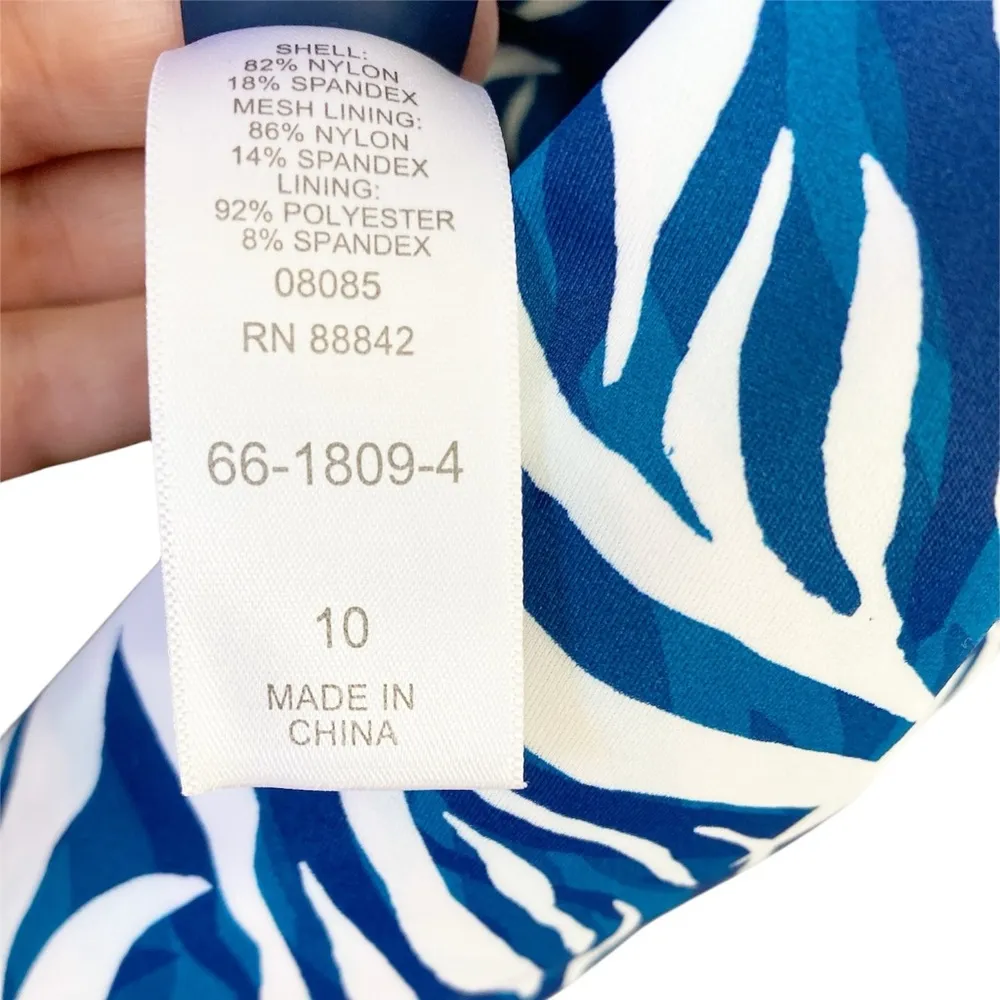 SHELL:
82% NYLON
18% SPANDEX
MESH LINING:
86% NYLON
14% SPANDEX
LINING:
92% POLYESTER
8% SPANDEX
08085
RN 88842
66-1809-4
10
MADE IN
CHINA